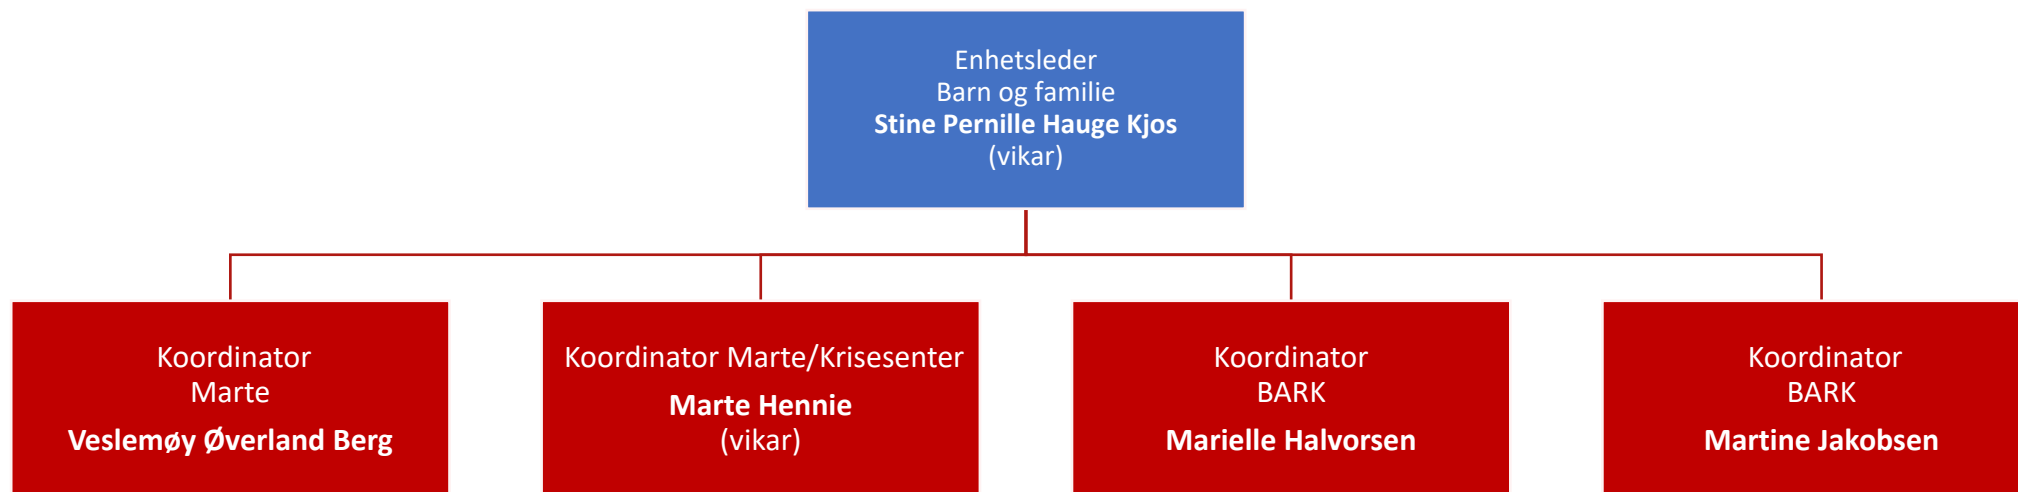 Enhetsleder
Barn og familie
Stine Pernille Hauge Kjos
(vikar)
Koordinator
Marte
Veslemøy Øverland Berg
Koordinator Marte/Krisesenter
Marte Hennie
(vikar)
Koordinator
BARK
Marielle Halvorsen
Koordinator
BARK
Martine Jakobsen